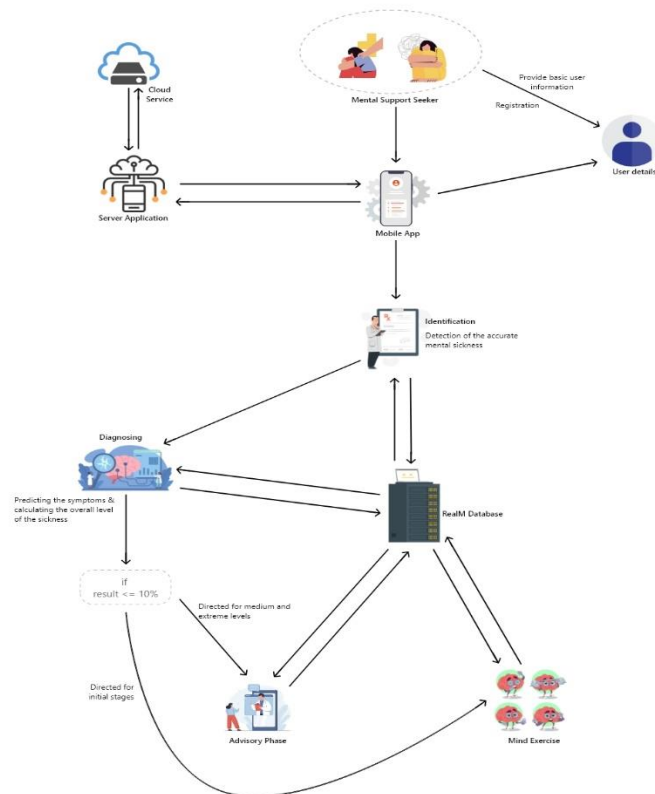 Cloud
Service
Mental Support Seeker
Provide basic user
information
Registration
User details
Server Application
Mobile App
Identification
Detection of the accurate
mental sickness
Diagnosing
Predicting the symptoms &
calculating the overall level
of the sickness
RealM Database
if
result <= 10%
Directed for medium and
extreme levels
Directed for
initial stages
Advisory Phase
Mind Exercise